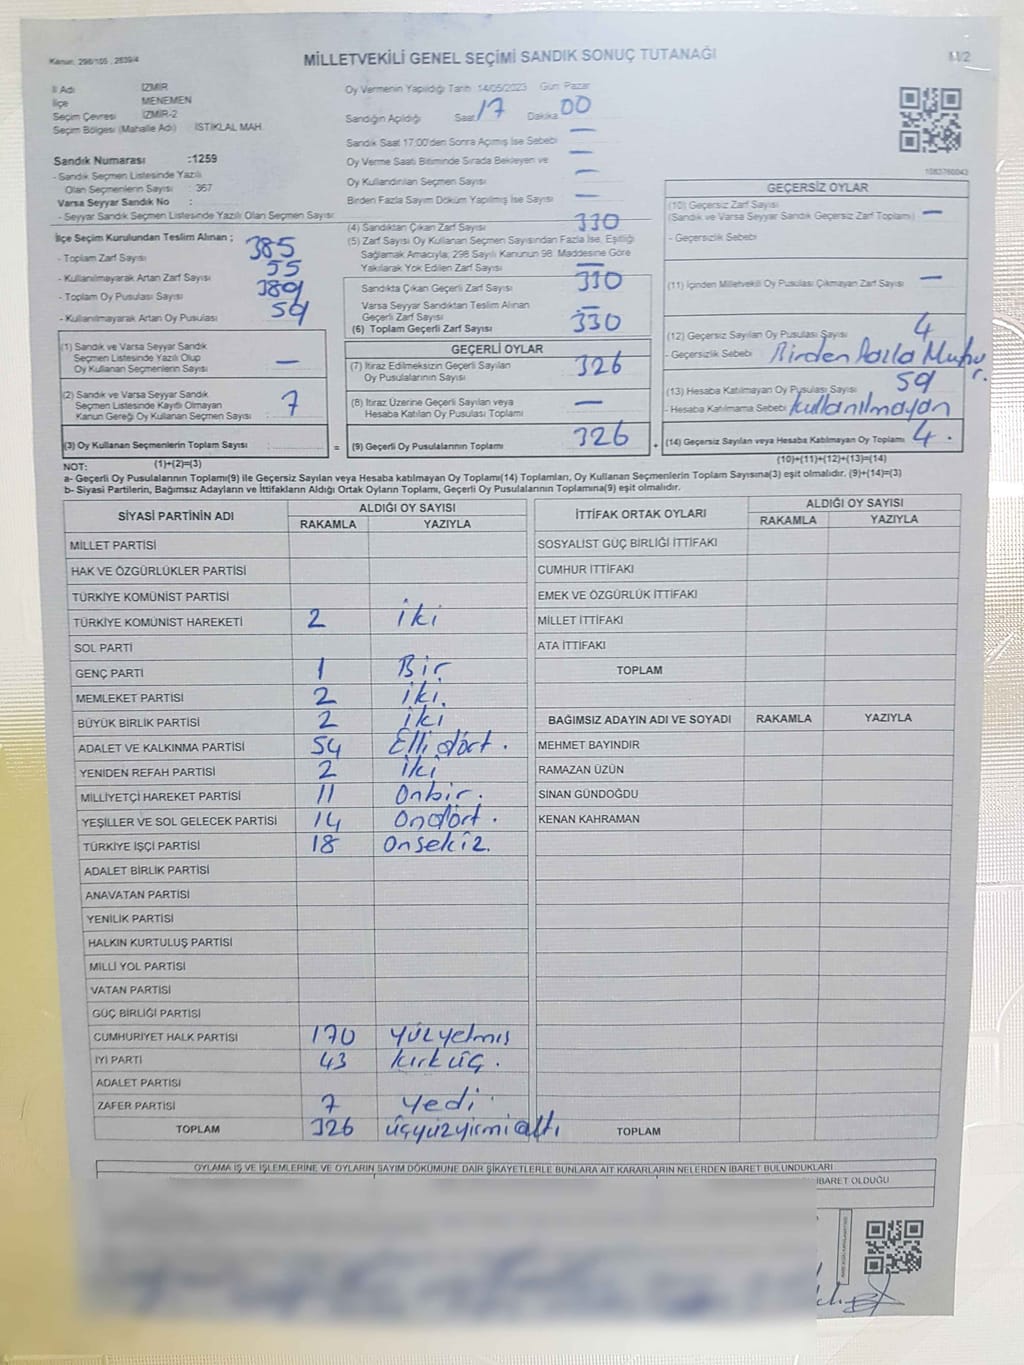 Kanun: 298/105 , 2839/4
MİLLETVEKİLİ GENEL SEÇİMİ SANDIK SONUÇ TUTANAĞI
M/2
İl Adı İZMİR
İlçe MENEMEN
Seçim Çevresi İZMİR-2
Seçim Bölgesi (Mahalle Adı) İSTİKLAL MAH.
Oy Vermenin Yapıldığı Tarih 14/05/2023 Gün Pazar
Sandığın Açıldığı Saat 17 Dakika 00
Sandık Saat 17:00'den Sonra Açılmış İse Sebebi —
Oy Verme Saati Bitiminde Sırada Bekleyen ve —
Oy Kullandırılan Seçmen Sayısı —
Birden Fazla Sayım Döküm Yapılmış İse Sayısı —
1083760043
Sandık Numarası :1259
- Sandık Seçmen Listesinde Yazılı
Olan Seçmenlerin Sayısı : 367
Varsa Seyyar Sandık No :
- Seyyar Sandık Seçmen Listesinde Yazılı Olan Seçmen Sayısı:
İlçe Seçim Kurulundan Teslim Alınan ;
- Toplam Zarf Sayısı 385
- Kullanılmayarak Artan Zarf Sayısı 55
- Toplam Oy Pusulası Sayısı 389
- Kullanılmayarak Artan Oy Pusulası 59
(1) Sandık ve Varsa Seyyar Sandık
Seçmen Listesinde Yazılı Olup
Oy Kullanan Seçmenlerin Sayısı —
(2) Sandık ve Varsa Seyyar Sandık
Seçmen Listesinde Kayıtlı Olmayan
Kanun Gereği Oy Kullanan Seçmen Sayısı : 7
(3) Oy Kullanan Seçmenlerin Toplam Sayısı
(4) Sandıktan Çıkan Zarf Sayısı 330
(5) Zarf Sayısı Oy Kullanan Seçmen Sayısından Fazla İse, Eşitliği
Sağlamak Amacıyla; 298 Sayılı Kanunun 98. Maddesine Göre
Yakılarak Yok Edilen Zarf Sayısı —
Sandıkta Çıkan Geçerli Zarf Sayısı 330
Varsa Seyyar Sandıktan Teslim Alınan
Geçerli Zarf Sayısı —
(6) Toplam Geçerli Zarf Sayısı 330
GEÇERLİ OYLAR
(7) İtiraz Edilmeksizin Geçerli Sayılan
Oy Pusulalarının Sayısı 326
(8) İtiraz Üzerine Geçerli Sayılan veya
Hesaba Katılan Oy Pusulası Toplamı —
= (9) Geçerli Oy Pusulalarının Toplamı 326 +
GEÇERSİZ OYLAR
(10) Geçersiz Zarf Sayısı
(Sandık ve Varsa Seyyar Sandık Geçersiz Zarf Toplamı) —
- Geçersizlik Sebebi
(11) İçinden Milletvekili Oy Pusulası Çıkmayan Zarf Sayısı —
(12) Geçersiz Sayılan Oy Pusulası Sayısı 4
- Geçersizlik Sebebi Birden Fazla Mühür.
(13) Hesaba Katılmayan Oy Pusulası Sayısı 59
- Hesaba Katılmama Sebebi Kullanılmayan
(14) Geçersiz Sayılan veya Hesaba Katılmayan Oy Toplamı 4.
NOT: (1)+(2)=(3)
(10)+(11)+(12)+(13)=(14)
a- Geçerli Oy Pusulalarının Toplamı(9) ile Geçersiz Sayılan veya Hesaba katılmayan Oy Toplamı(14) Toplamları, Oy Kullanan Seçmenlerin Toplam Sayısına(3) eşit olmalıdır. (9)+(14)=(3)
b- Siyasi Partilerin, Bağımsız Adayların ve İttifakların Aldığı Ortak Oyların Toplamı, Geçerli Oy Pusulalarının Toplamına(9) eşit olmalıdır.
SİYASİ PARTİNİN ADI
ALDIĞI OY SAYISI
RAKAMLA YAZIYLA
MİLLET PARTİSİ
HAK VE ÖZGÜRLÜKLER PARTİSİ
TÜRKİYE KOMÜNİST PARTİSİ
TÜRKİYE KOMÜNİST HAREKETİ 2 iki
SOL PARTİ
GENÇ PARTİ 1 Bir
MEMLEKET PARTİSİ 2 iki.
BÜYÜK BİRLİK PARTİSİ 2 iki
ADALET VE KALKINMA PARTİSİ 54 Elli dört .
YENİDEN REFAH PARTİSİ 2 iki
MİLLİYETÇİ HAREKET PARTİSİ 11 Onbir .
YEŞİLLER VE SOL GELECEK PARTİSİ 14 Ondört .
TÜRKİYE İŞÇİ PARTİSİ 18 Onsekiz.
ADALET BİRLİK PARTİSİ
ANAVATAN PARTİSİ
YENİLİK PARTİSİ
HALKIN KURTULUŞ PARTİSİ
MİLLİ YOL PARTİSİ
VATAN PARTİSİ
GÜÇ BİRLİĞİ PARTİSİ
CUMHURİYET HALK PARTİSİ 170 Yüzyetmiş
İYİ PARTİ 43 Kırküç .
ADALET PARTİSİ
ZAFER PARTİSİ 7 Yedi .
TOPLAM 326 üçyüzyirmialtı
İTTİFAK ORTAK OYLARI
ALDIĞI OY SAYISI
RAKAMLA YAZIYLA
SOSYALİST GÜÇ BİRLİĞİ İTTİFAKI
CUMHUR İTTİFAKI
EMEK VE ÖZGÜRLÜK İTTİFAKI
MİLLET İTTİFAKI
ATA İTTİFAKI
TOPLAM
BAĞIMSIZ ADAYIN ADI VE SOYADI RAKAMLA YAZIYLA
MEHMET BAYINDIR
RAMAZAN ÜZÜN
SİNAN GÜNDOĞDU
KENAN KAHRAMAN
TOPLAM
OYLAMA İŞ VE İŞLEMLERİNE VE OYLARIN SAYIM DÖKÜMÜNE DAİR ŞİKAYETLERLE BUNLARA AİT KARARLARIN NELERDEN İBARET BULUNDUKLARI
İBARET OLDUĞU